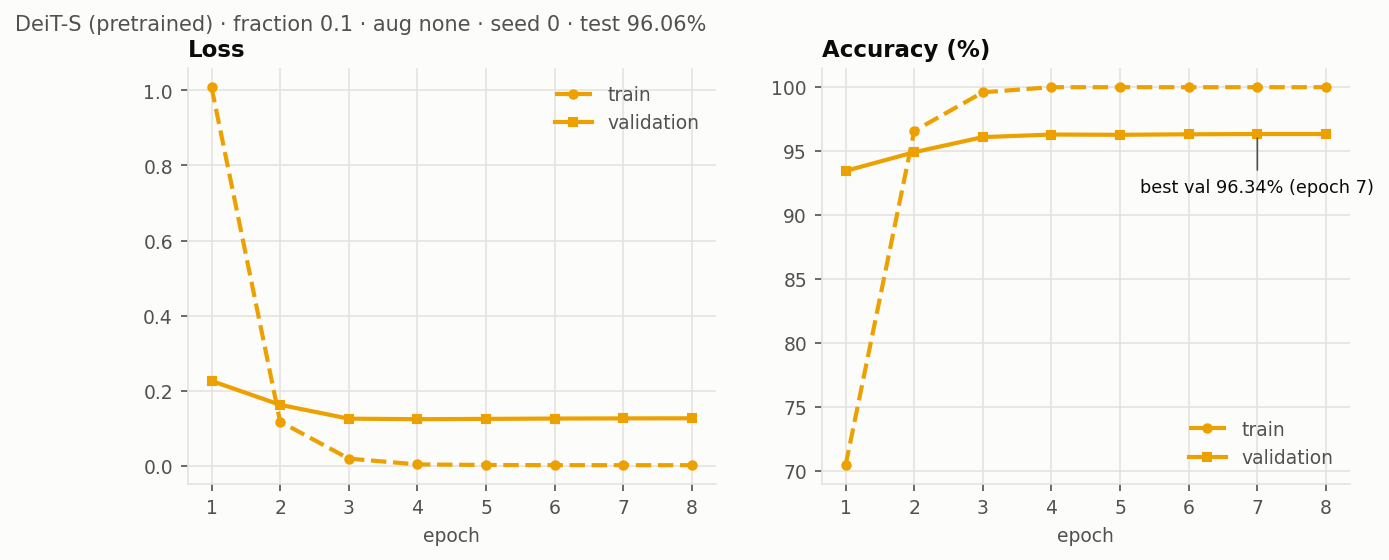 DeiT-S (pretrained) · fraction 0.1 · aug none · seed 0 · test 96.06%
Loss
1.0
0.8
0.6
0.4
0.2
0.0
train
validation
1 2 3 4 5 6 7 8
epoch
Accuracy (%)
100
95
90
85
80
75
70
best val 96.34% (epoch 7)
train
validation
1 2 3 4 5 6 7 8
epoch